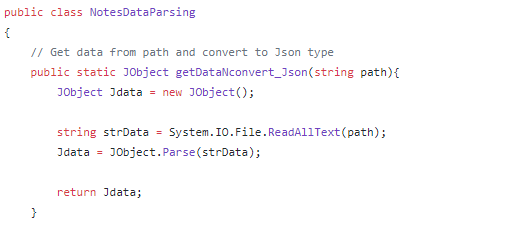 public class NotesDataParsing
{
    // Get data from path and convert to Json type
    public static JObject getDataNconvert_Json(string path){
        JObject Jdata = new JObject();

        string strData = System.IO.File.ReadAllText(path);
        Jdata = JObject.Parse(strData);

        return Jdata;
    }